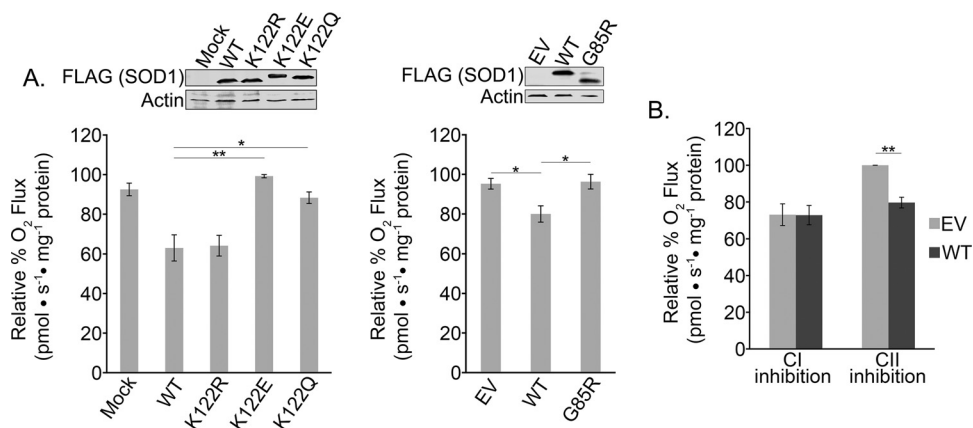 A.
Mock WT K122R K122E K122Q
FLAG (SOD1)
Actin
Relative % O2 Flux
(pmol • s-1• mg-1 protein)
120
100
80
60
40
20
0
*
**
Mock WT K122R K122E K122Q
EV WT G85R
FLAG (SOD1)
Actin
Relative % O2 Flux
(pmol • s-1• mg-1 protein)
120
100
80
60
40
20
0
* *
EV WT G85R
B.
Relative % O2 Flux
(pmol • s-1• mg-1 protein)
120
100
80
60
40
20
0
**
EV
WT
CI
inhibition
CII
inhibition